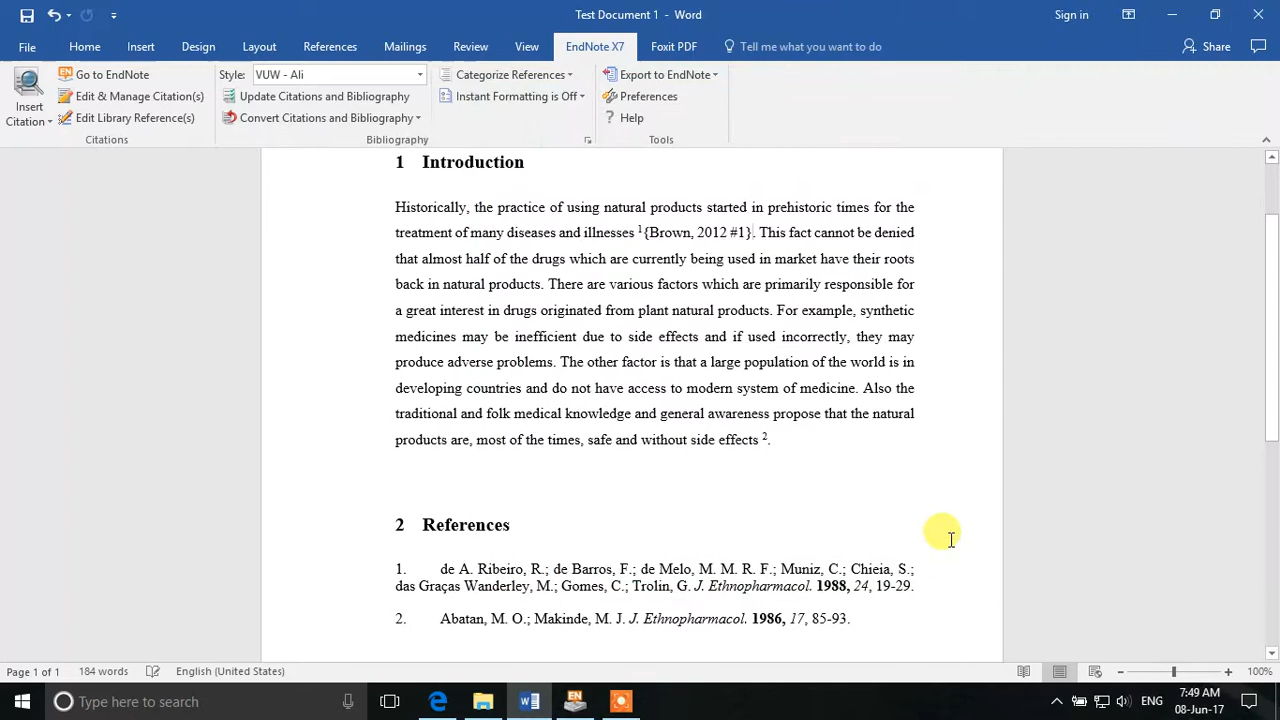 Test Document 1 - Word
Sign in
File Home Insert Design Layout References Mailings Review View EndNote X7 Foxit PDF Tell me what you want to do Share
Insert Citation
Go to EndNote
Edit & Manage Citation(s)
Edit Library Reference(s)
Citations
Style: VUW - Ali
Update Citations and Bibliography
Convert Citations and Bibliography
Categorize References
Instant Formatting is Off
Bibliography
Export to EndNote
Preferences
Help
Tools
1 Introduction
Historically, the practice of using natural products started in prehistoric times for the
treatment of many diseases and illnesses 1{Brown, 2012 #1}. This fact cannot be denied
that almost half of the drugs which are currently being used in market have their roots
back in natural products. There are various factors which are primarily responsible for
a great interest in drugs originated from plant natural products. For example, synthetic
medicines may be inefficient due to side effects and if used incorrectly, they may
produce adverse problems. The other factor is that a large population of the world is in
developing countries and do not have access to modern system of medicine. Also the
traditional and folk medical knowledge and general awareness propose that the natural
products are, most of the times, safe and without side effects 2.
2 References
1. de A. Ribeiro, R.; de Barros, F.; de Melo, M. M. R. F.; Muniz, C.; Chieia, S.;
das Graças Wanderley, M.; Gomes, C.; Trolin, G. J. Ethnopharmacol. 1988, 24, 19-29.
2. Abatan, M. O.; Makinde, M. J. J. Ethnopharmacol. 1986, 17, 85-93.
Page 1 of 1 184 words English (United States) 100%
Type here to search
EN
ENG
7:49 AM
08-Jun-17